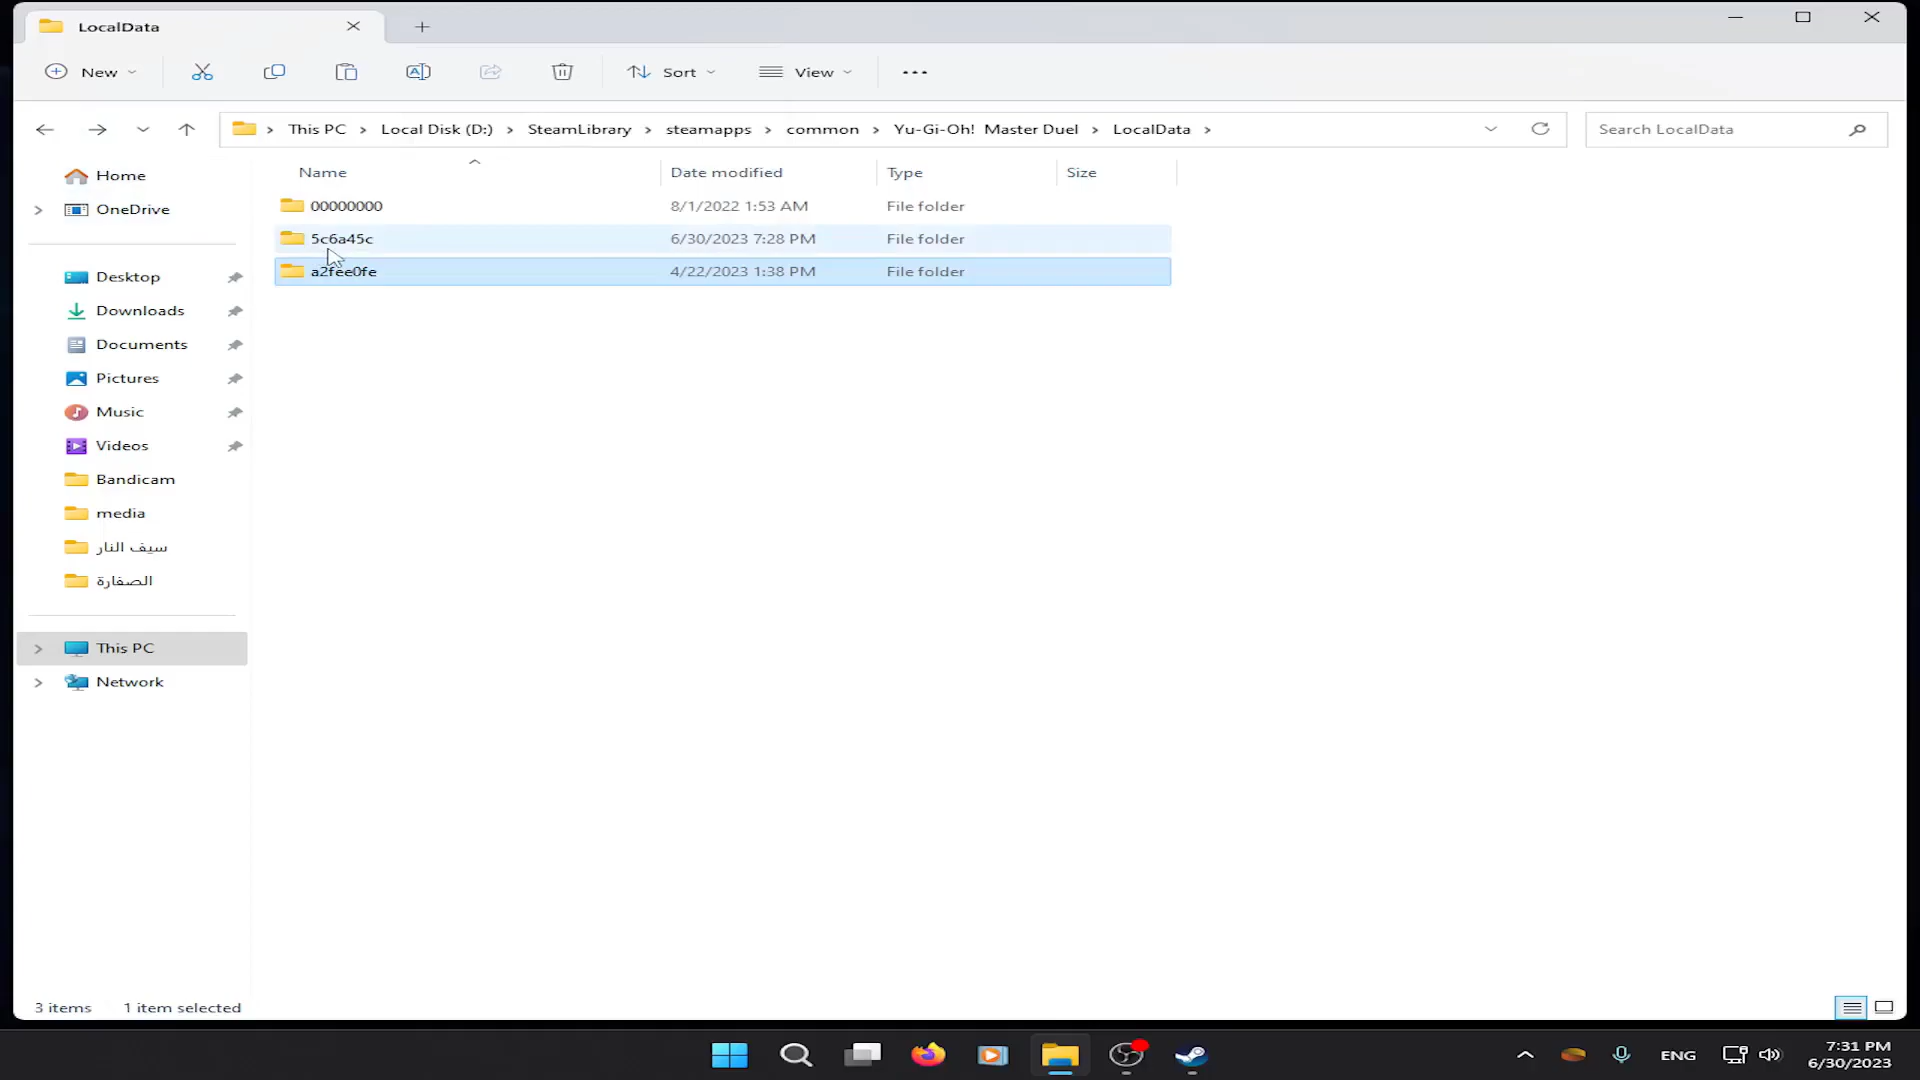 LocalData
New
Sort
View
This PC
Local Disk (D:)
SteamLibrary
steamapps
common
Yu-Gi-Oh! Master Duel
LocalData
Search LocalData
Name
Date modified
Type
Size
00000000
8/1/2022 1:53 AM
File folder
5c6a45c
6/30/2023 7:28 PM
File folder
a2fee0fe
4/22/2023 1:38 PM
File folder
Home
OneDrive
Desktop
Downloads
Documents
Pictures
Music
Videos
Bandicam
media
سيف النار
الصفارة
This PC
Network
3 items
1 item selected
ENG
7:31 PM
6/30/2023